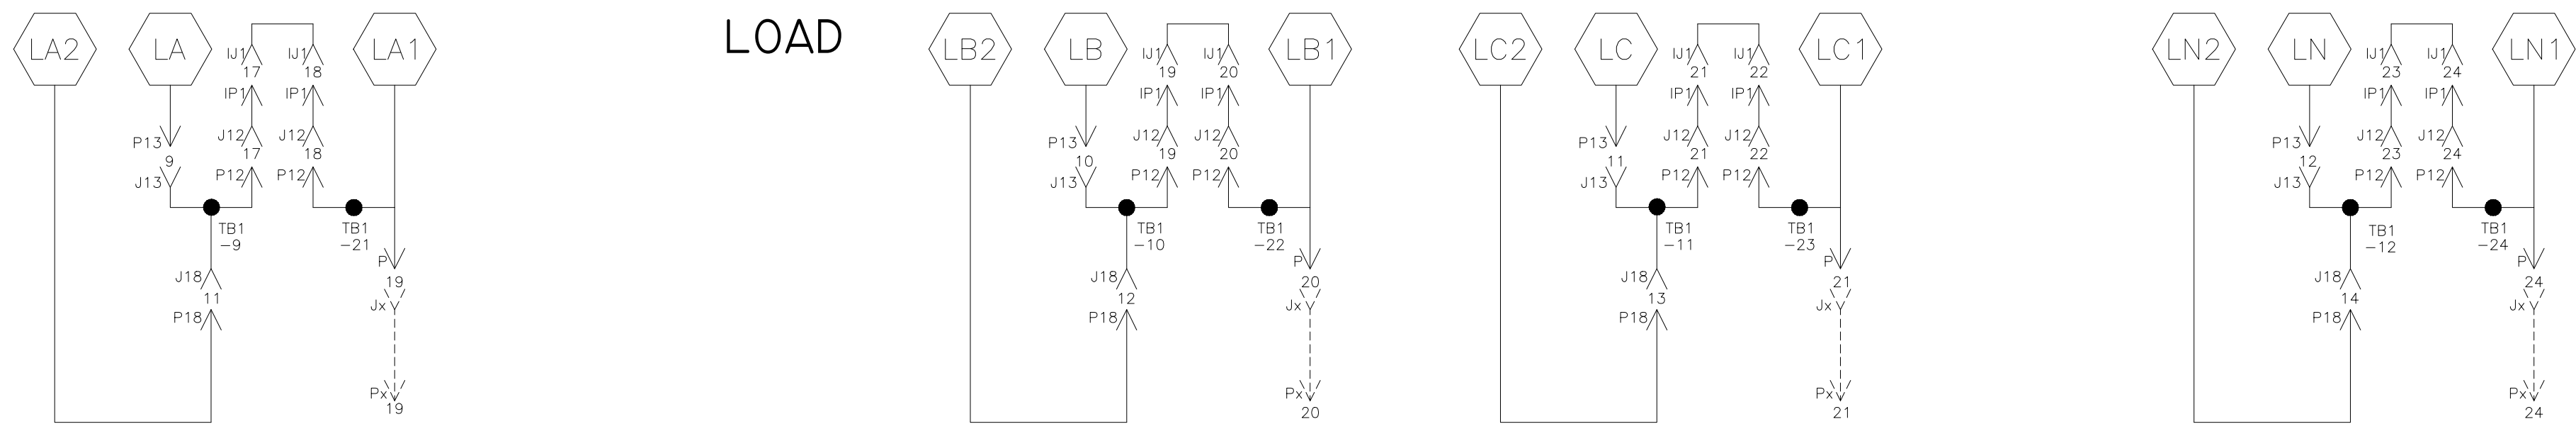 LOAD
LA2 LA IJ1 IJ1 LA1
17 18
IP1 IP1
P13 J12 J12
9 17 18
J13 P12 P12
TB1 TB1
-9 -21
P
J18 19
11 Jx
P18
Px
19
LB2 LB IJ1 IJ1 LB1
19 20
IP1 IP1
P13 J12 J12
10 19 20
J13 P12 P12
TB1 TB1
-10 -22
P
J18 20
12 Jx
P18
Px
20
LC2 LC IJ1 IJ1 LC1
21 22
IP1 IP1
P13 J12 J12
11 21 22
J13 P12 P12
TB1 TB1
-11 -23
P
J18 21
13 Jx
P18
Px
21
LN2 LN IJ1 IJ1 LN1
23 24
IP1 IP1
P13 J12 J12
12 23 24
J13 P12 P12
TB1 TB1
-12 -24
P
J18 24
14 Jx
P18
Px
24